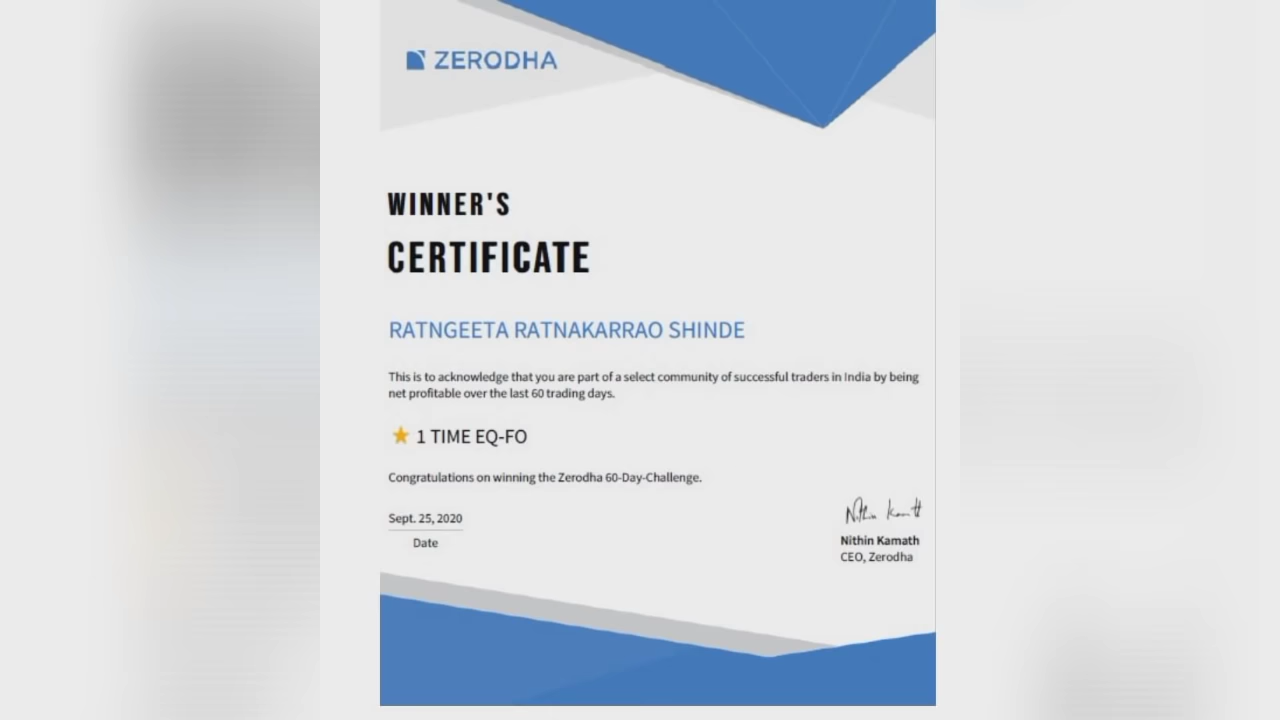 ZERODHA
WINNER'S
CERTIFICATE
RATNGEETA RATNAKARRAO SHINDE
This is to acknowledge that you are part of a select community of successful traders in India by being
net profitable over the last 60 trading days.
1 TIME EQ-FO
Congratulations on winning the Zerodha 60-Day-Challenge.
Sept. 25, 2020
Date
Nithin Kamath
Nithin Kamath
CEO, Zerodha